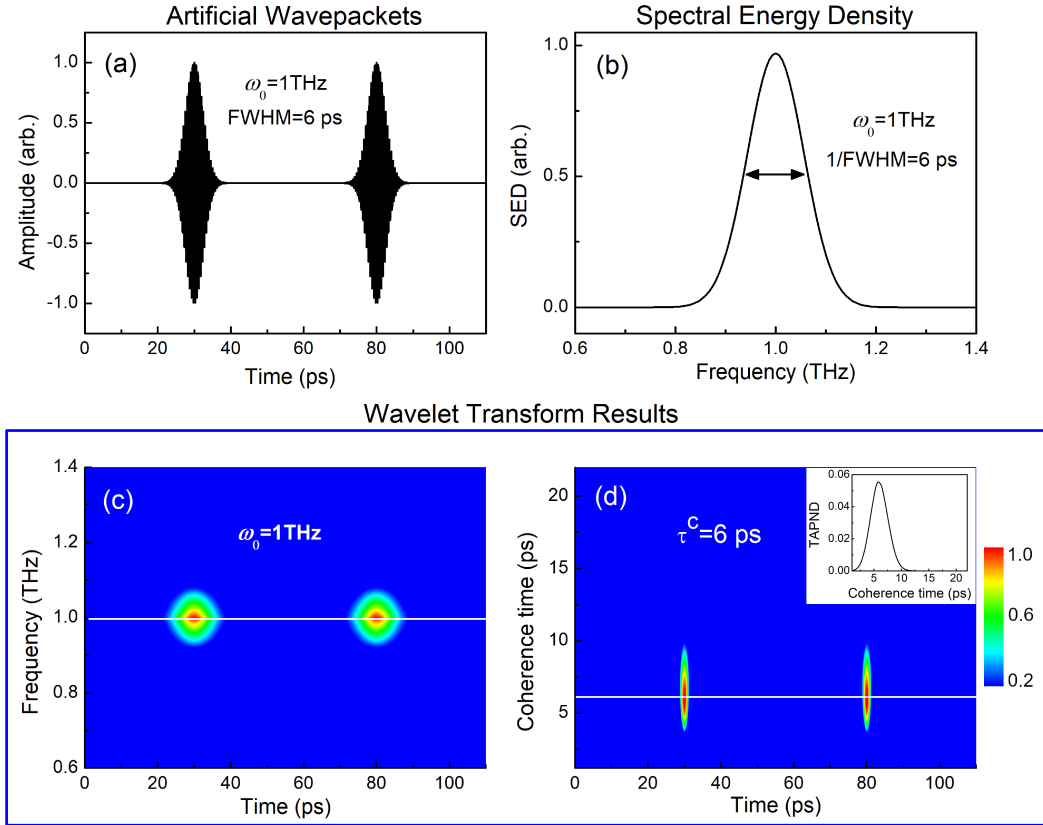 Artificial Wavepackets
Spectral Energy Density
(a)
ω₀=1THz
FWHM=6 ps
1.0
0.5
0.0
-0.5
-1.0
Amplitude (arb.)
0 20 40 60 80 100
Time (ps)
(b)
ω₀=1THz
1/FWHM=6 ps
1.0
0.5
0.0
SED (arb.)
0.6 0.8 1.0 1.2 1.4
Frequency (THz)
Wavelet Transform Results
(c)
ω₀=1THz
1.4
1.2
1.0
0.8
0.6
Frequency (THz)
0 20 40 60 80 100
Time (ps)
(d)
τᶜ=6 ps
20
15
10
5
Coherence time (ps)
0 20 40 60 80 100
Time (ps)
0.06
0.04
0.02
0.00
TAPND
5 10 15 20
Coherence time (ps)
1.0
0.6
0.2